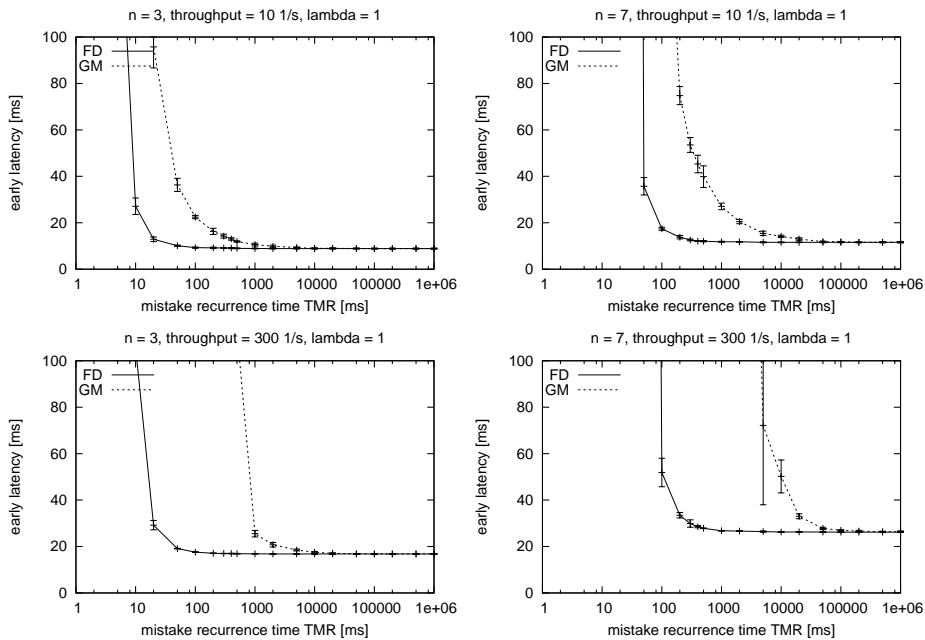 n = 3, throughput = 10 1/s, lambda = 1
early latency [ms]
100
80
60
40
20
0
FD
GM
1 10 100 1000 10000 100000 1e+06
mistake recurrence time TMR [ms]
n = 7, throughput = 10 1/s, lambda = 1
early latency [ms]
100
80
60
40
20
0
FD
GM
1 10 100 1000 10000 100000 1e+06
mistake recurrence time TMR [ms]
n = 3, throughput = 300 1/s, lambda = 1
early latency [ms]
100
80
60
40
20
0
FD
GM
1 10 100 1000 10000 100000 1e+06
mistake recurrence time TMR [ms]
n = 7, throughput = 300 1/s, lambda = 1
early latency [ms]
100
80
60
40
20
0
FD
GM
1 10 100 1000 10000 100000 1e+06
mistake recurrence time TMR [ms]